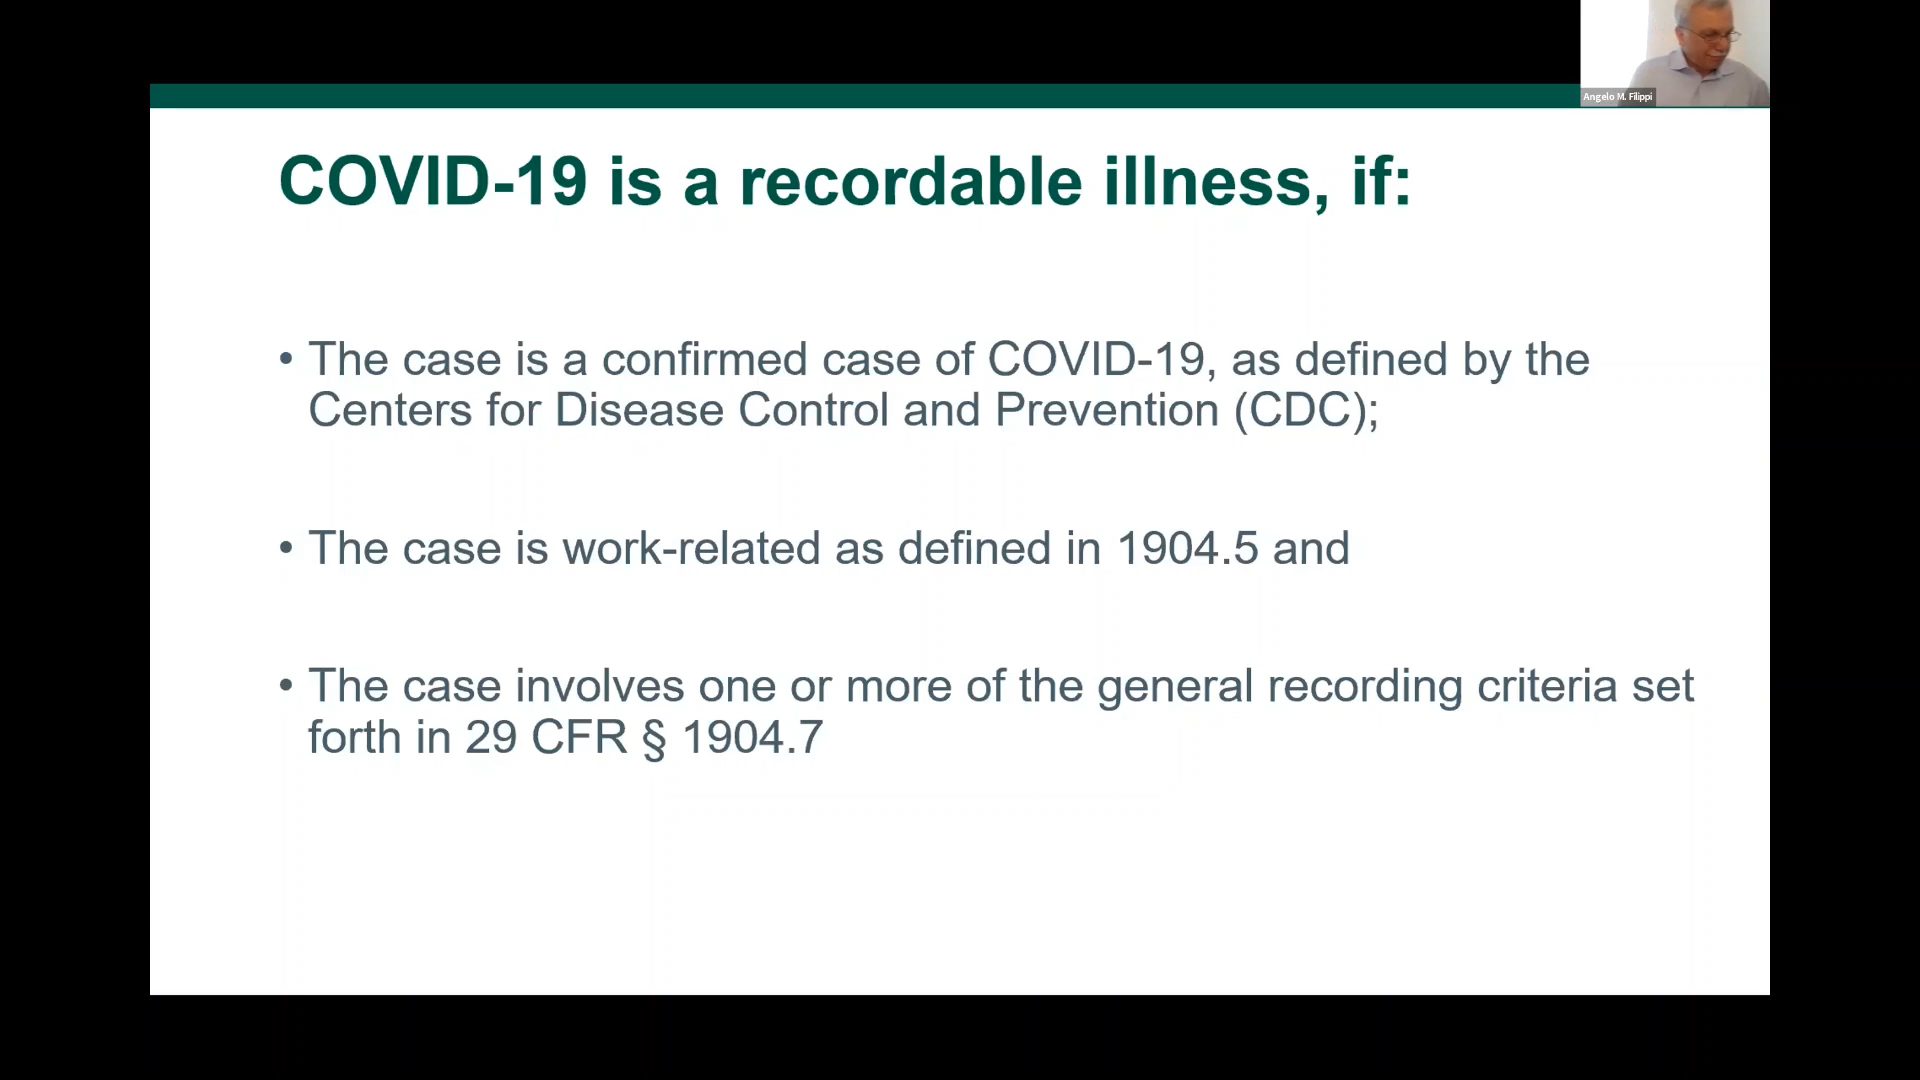 Angelo M. Filippi
COVID-19 is a recordable illness, if:
• The case is a confirmed case of COVID-19, as defined by the
Centers for Disease Control and Prevention (CDC);
• The case is work-related as defined in 1904.5 and
• The case involves one or more of the general recording criteria set
forth in 29 CFR § 1904.7